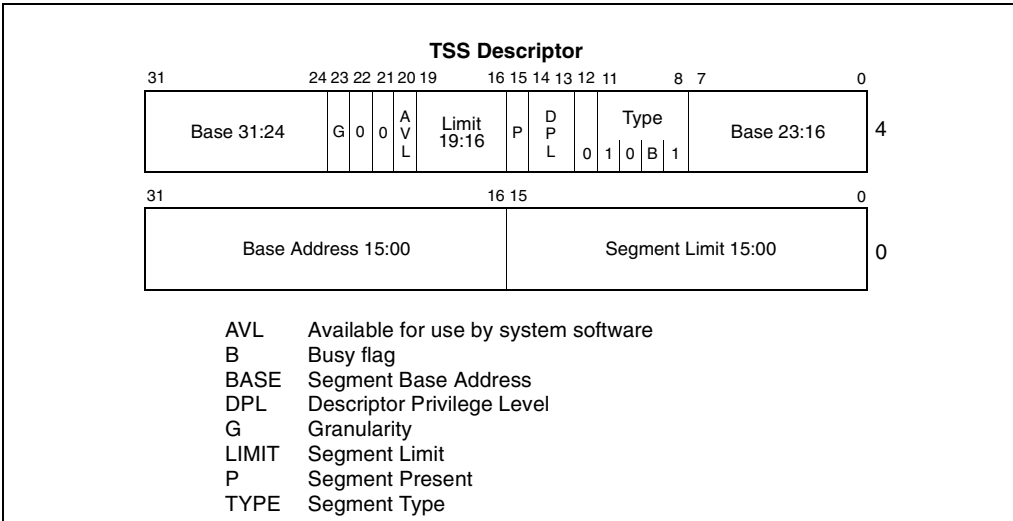 TSS Descriptor
31 24 23 22 21 20 19 16 15 14 13 12 11 8 7 0
Base 31:24 G 0 0 AVL Limit 19:16 P DPL 0 Type 1 0 B 1 Base 23:16 4
31 16 15 0
Base Address 15:00 Segment Limit 15:00 0
AVL Available for use by system software
B Busy flag
BASE Segment Base Address
DPL Descriptor Privilege Level
G Granularity
LIMIT Segment Limit
P Segment Present
TYPE Segment Type